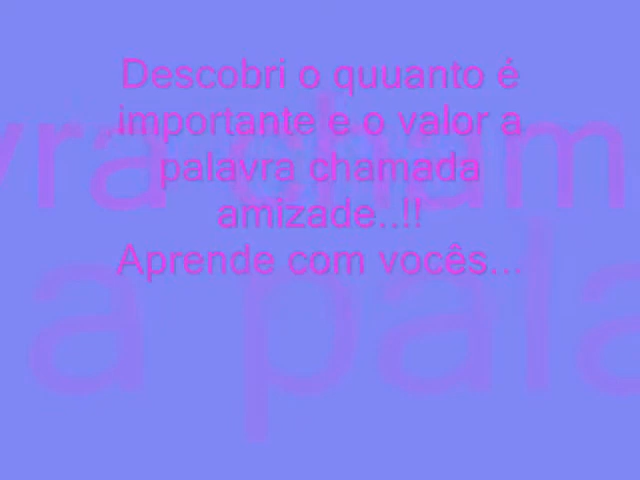 Descobri o quuanto é
importante e o valor a
palavra chamada
amizade..!!
Aprende com vocês...